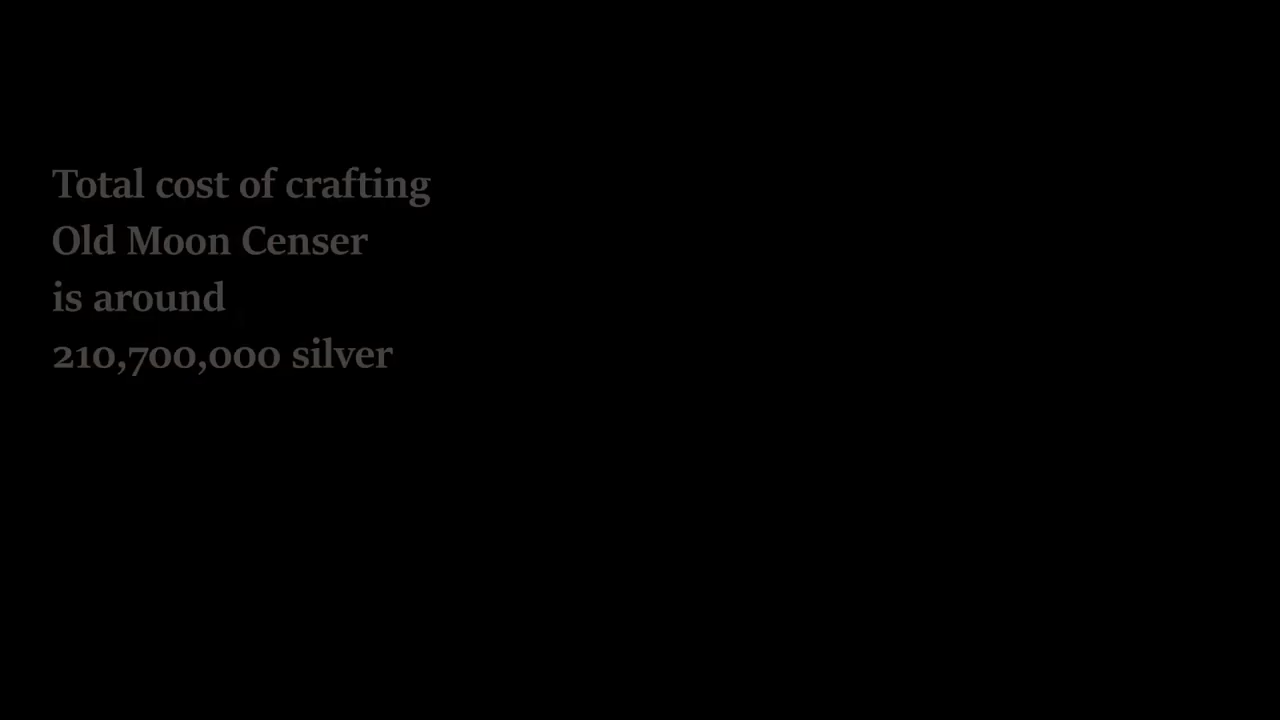 Total cost of crafting
Old Moon Censer
is around
210,700,000 silver